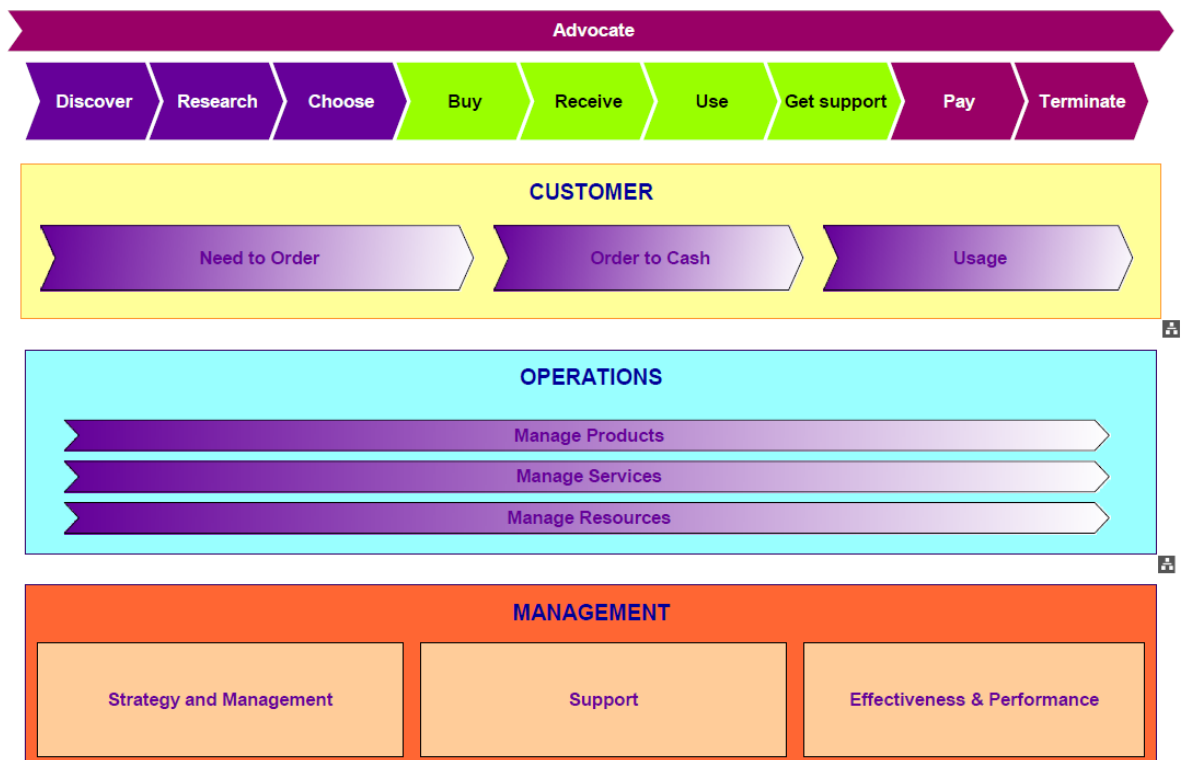 Advocate
Discover
Research
Choose
Buy
Receive
Use
Get support
Pay
Terminate
CUSTOMER
Need to Order
Order to Cash
Usage
OPERATIONS
Manage Products
Manage Services
Manage Resources
MANAGEMENT
Strategy and Management
Support
Effectiveness & Performance